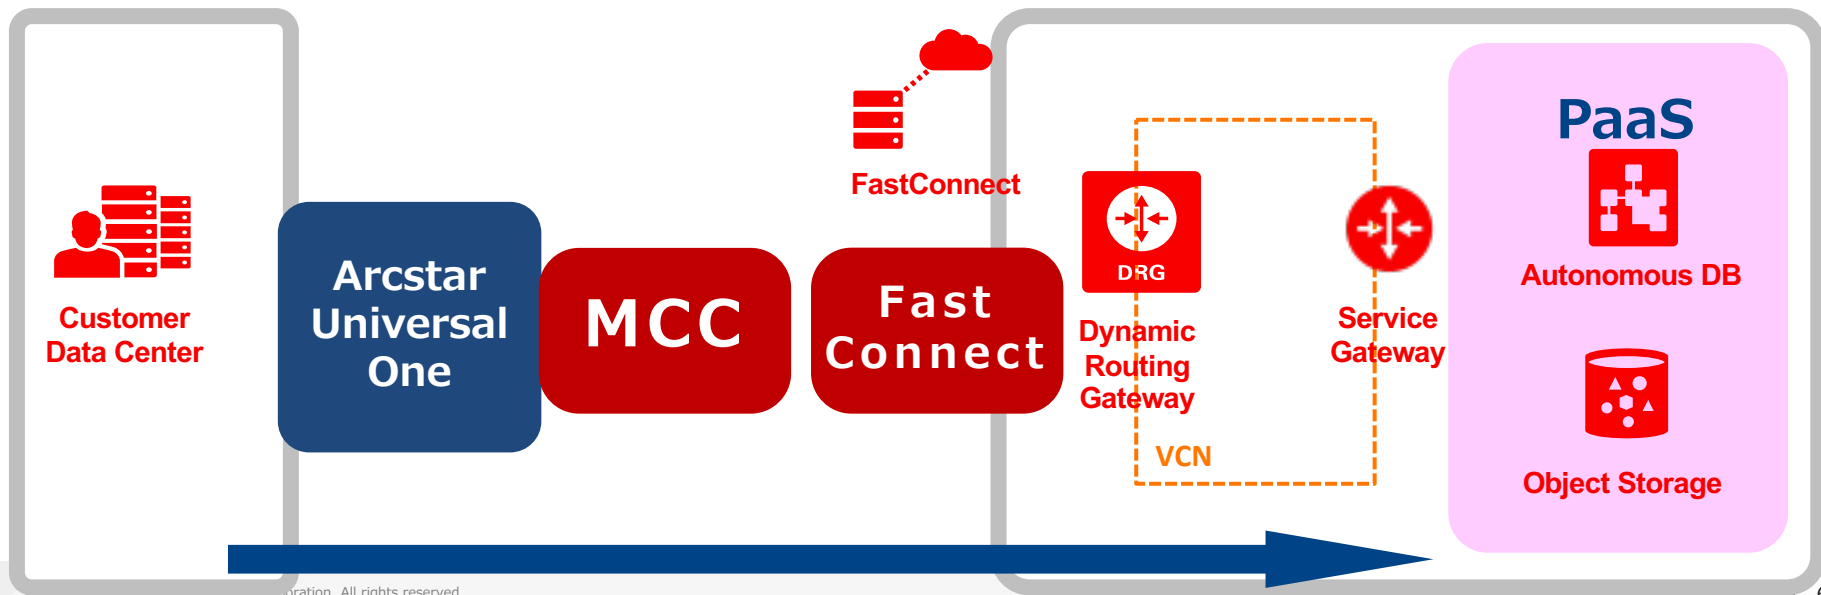 Customer
Data Center
Arcstar
Universal
One
MCC
FastConnect
Fast
Connect
DRG
Dynamic
Routing
Gateway
VCN
Service
Gateway
PaaS
Autonomous DB
Object Storage
All rights reserved